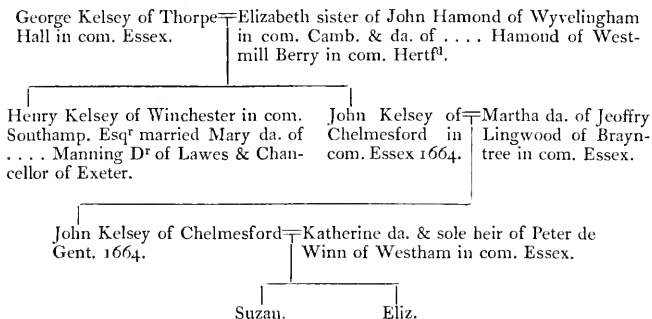 George Kelsey of Thorpe Hall in com. Essex.
Elizabeth sister of John Hamond of Wyvelingham
in com. Camb. & da. of . . . . Hamond of West-
mill Berry in com. Hertfd.
Henry Kelsey of Winchester in com.
Southamp. Esqr married Mary da. of
. . . . Manning Dr of Lawes & Chan-
cellor of Exeter.
John Kelsey of
Chelmesford in
com. Essex 1664.
Martha da. of Jeoffry
Lingwood of Brayn-
tree in com. Essex.
John Kelsey of Chelmesford
Gent. 1664.
Katherine da. & sole heir of Peter de
Winn of Westham in com. Essex.
Suzan.
Eliz.